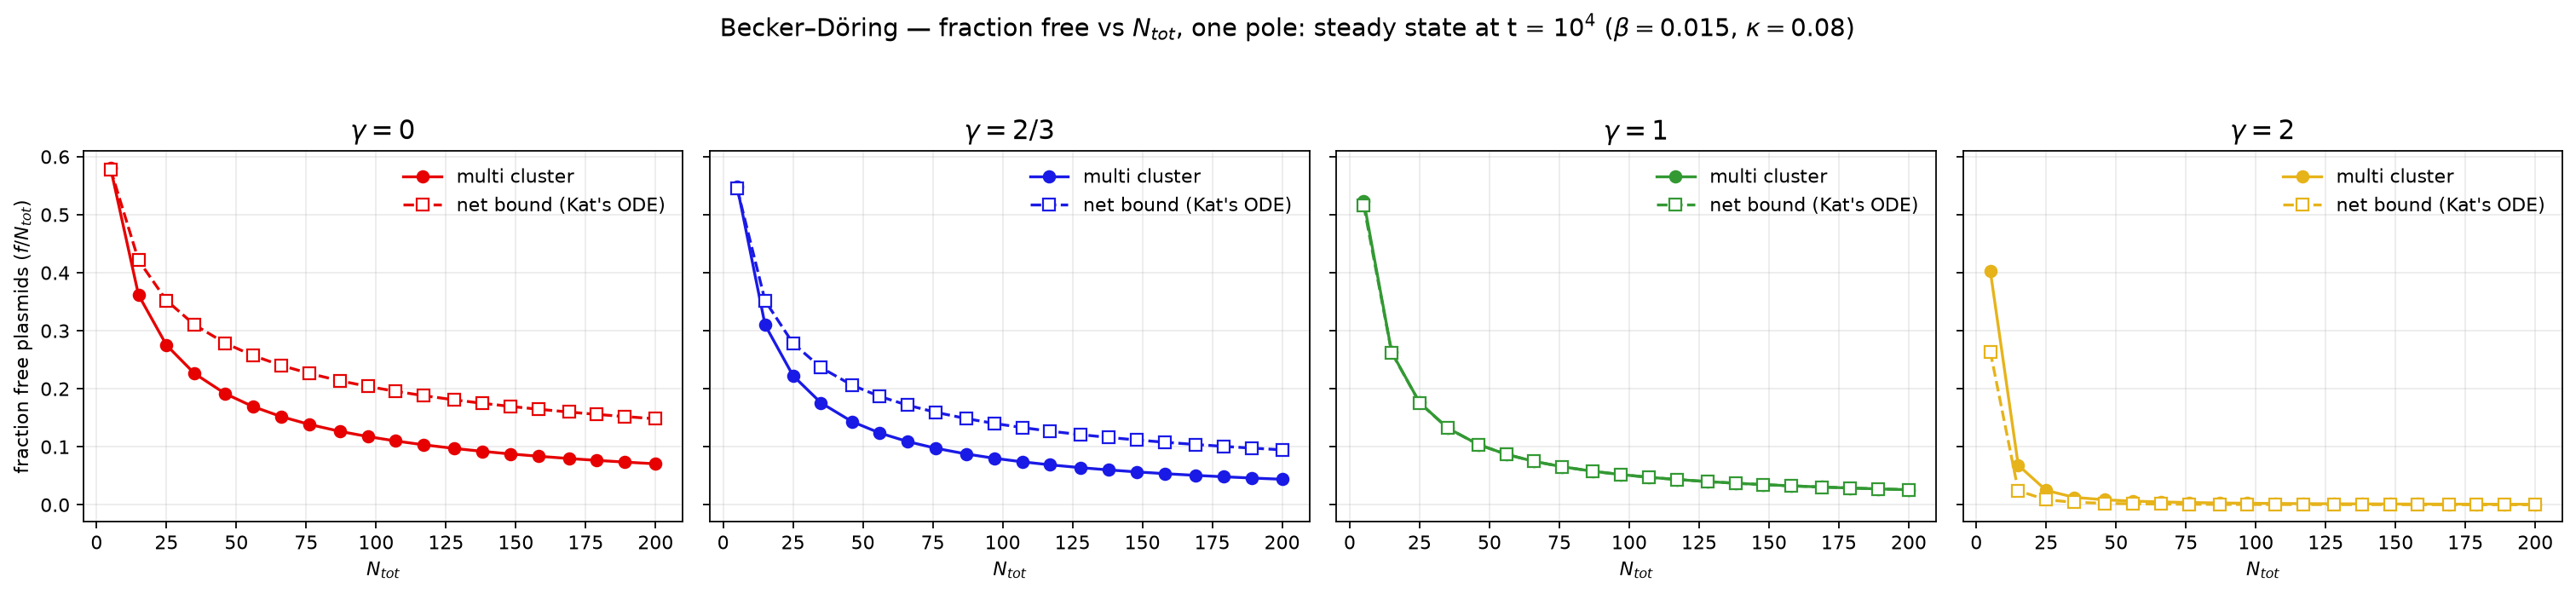 Becker–Döring — fraction free vs N_tot, one pole: steady state at t = 10^4 (β = 0.015, κ = 0.08)
γ = 0
γ = 2/3
γ = 1
γ = 2
multi cluster
net bound (Kat's ODE)
multi cluster
net bound (Kat's ODE)
multi cluster
net bound (Kat's ODE)
multi cluster
net bound (Kat's ODE)
fraction free plasmids (f/N_tot)
0.6
0.5
0.4
0.3
0.2
0.1
0.0
0 25 50 75 100 125 150 175 200
0 25 50 75 100 125 150 175 200
0 25 50 75 100 125 150 175 200
0 25 50 75 100 125 150 175 200
N_tot
N_tot
N_tot
N_tot